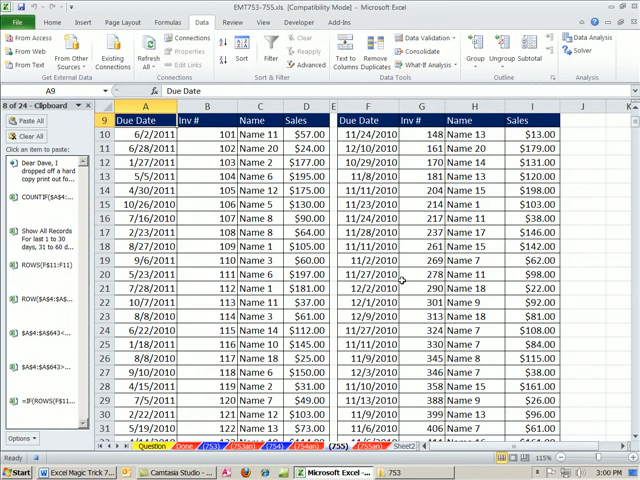 EMT753-755.xls [Compatibility Mode] - Microsoft Excel
File Home Insert Page Layout Formulas Data Review View Developer Add-Ins
From Access
From Web
From Text
From Other Sources
Existing Connections
Get External Data
Refresh All
Connections
Properties
Edit Links
Connections
Sort
Filter
Clear
Reapply
Advanced
Sort & Filter
Text to Columns
Remove Duplicates
Data Validation
Consolidate
What-If Analysis
Data Tools
Group
Ungroup
Subtotal
Outline
Data Analysis
Solver
Analysis
A9 fx Due Date
8 of 24 - Clipboard
Paste All
Clear All
Click an item to paste:
Dear Dave, I
dropped off a hard
copy print out fo...
COUNTIF($A$4:...
Show All Records
For last 1 to 30
days, 31 to 60 d...
ROWS(F11:F11)
ROW($A$4:$A...
$A$4:$A$643<...
$A$4:$A$643>...
=IF(ROWS(F$11...
Options
A B C D E F G H I J K
9 Due Date Inv # Name Sales Due Date Inv # Name Sales
10 6/2/2011 101 Name 11 $57.00 11/24/2010 148 Name 13 $13.00
11 6/28/2011 102 Name 20 $24.00 12/10/2010 161 Name 20 $179.00
12 1/27/2011 103 Name 2 $177.00 10/29/2010 170 Name 14 $131.00
13 5/5/2011 104 Name 6 $195.00 11/8/2010 181 Name 13 $120.00
14 4/30/2011 105 Name 12 $175.00 11/11/2010 204 Name 15 $198.00
15 10/26/2010 106 Name 5 $130.00 11/23/2010 214 Name 1 $103.00
16 7/16/2010 107 Name 8 $90.00 11/24/2010 217 Name 11 $38.00
17 2/23/2011 108 Name 8 $64.00 11/28/2010 237 Name 17 $146.00
18 8/27/2010 109 Name 1 $105.00 11/11/2010 261 Name 15 $142.00
19 9/6/2010 110 Name 3 $60.00 11/2/2010 269 Name 7 $62.00
20 5/23/2010 111 Name 6 $197.00 11/27/2010 278 Name 11 $98.00
21 7/28/2010 112 Name 1 $181.00 12/2/2010 290 Name 18 $22.00
22 10/7/2010 113 Name 11 $37.00 12/1/2010 301 Name 9 $92.00
23 8/8/2010 114 Name 3 $61.00 12/9/2010 313 Name 18 $81.00
24 6/22/2010 115 Name 14 $112.00 11/27/2010 324 Name 7 $108.00
25 1/18/2011 116 Name 10 $145.00 11/11/2010 330 Name 7 $84.00
26 8/8/2010 117 Name 18 $25.00 11/9/2010 345 Name 8 $115.00
27 9/10/2010 118 Name 6 $150.00 12/3/2010 346 Name 7 $38.00
28 4/15/2011 119 Name 2 $31.00 11/13/2010 358 Name 15 $161.00
29 7/5/2011 120 Name 7 $49.00 11/9/2010 391 Name 9 $26.00
30 2/22/2011 121 Name 12 $103.00 11/13/2010 399 Name 13 $96.00
31 5/19/2010 122 Name 13 $73.00 11/6/2010 406 Name 7 $61.00
Question Done (753) (753an) (754) (754an) (755) (755an) Sheet2
Ready 115%
Start Excel Magic Trick 7... Camtasia Studio - ... Microsoft Excel ... 753 3:00 PM